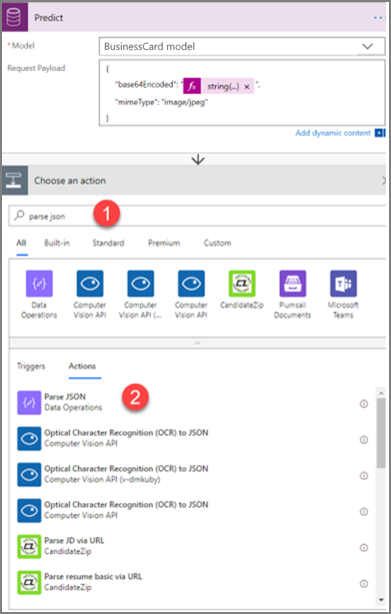 Predict
* Model
BusinessCard model
Request Payload
{
"base64Encoded": " fx string(...) × ",
"mimeType": "image/jpeg"
}
Add dynamic content
Choose an action
parse json
1
All Built-in Standard Premium Custom
Data Operations
Computer Vision API
Computer Vision API (...
Computer Vision API
CandidateZip
Plumsail Documents
Microsoft Teams
Triggers Actions
Parse JSON
Data Operations
2
Optical Character Recognition (OCR) to JSON
Computer Vision API
Optical Character Recognition (OCR) to JSON
Computer Vision API (v-dmkuby)
Optical Character Recognition (OCR) to JSON
Computer Vision API
Parse JD via URL
CandidateZip
Parse resume basic via URL
CandidateZip